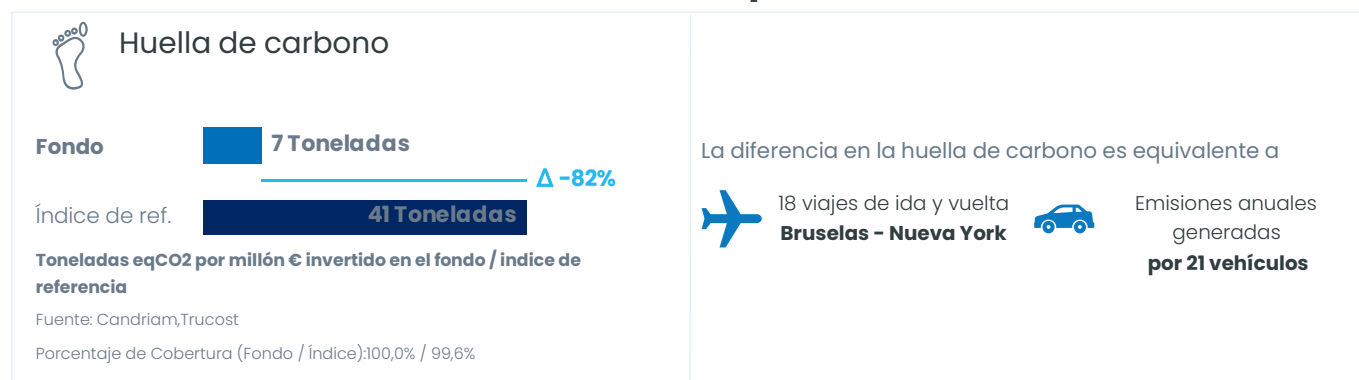 Huella de carbono
Fondo
7 Toneladas
Δ -82%
Índice de ref.
41 Toneladas
Toneladas eqCO2 por millón € invertido en el fondo / indice de
referencia
Fuente: Candriam,Trucost
Porcentaje de Cobertura (Fondo / Índice):100,0% / 99,6%
La diferencia en la huella de carbono es equivalente a
18 viajes de ida y vuelta
Bruselas - Nueva York
Emisiones anuales
generadas
por 21 vehículos